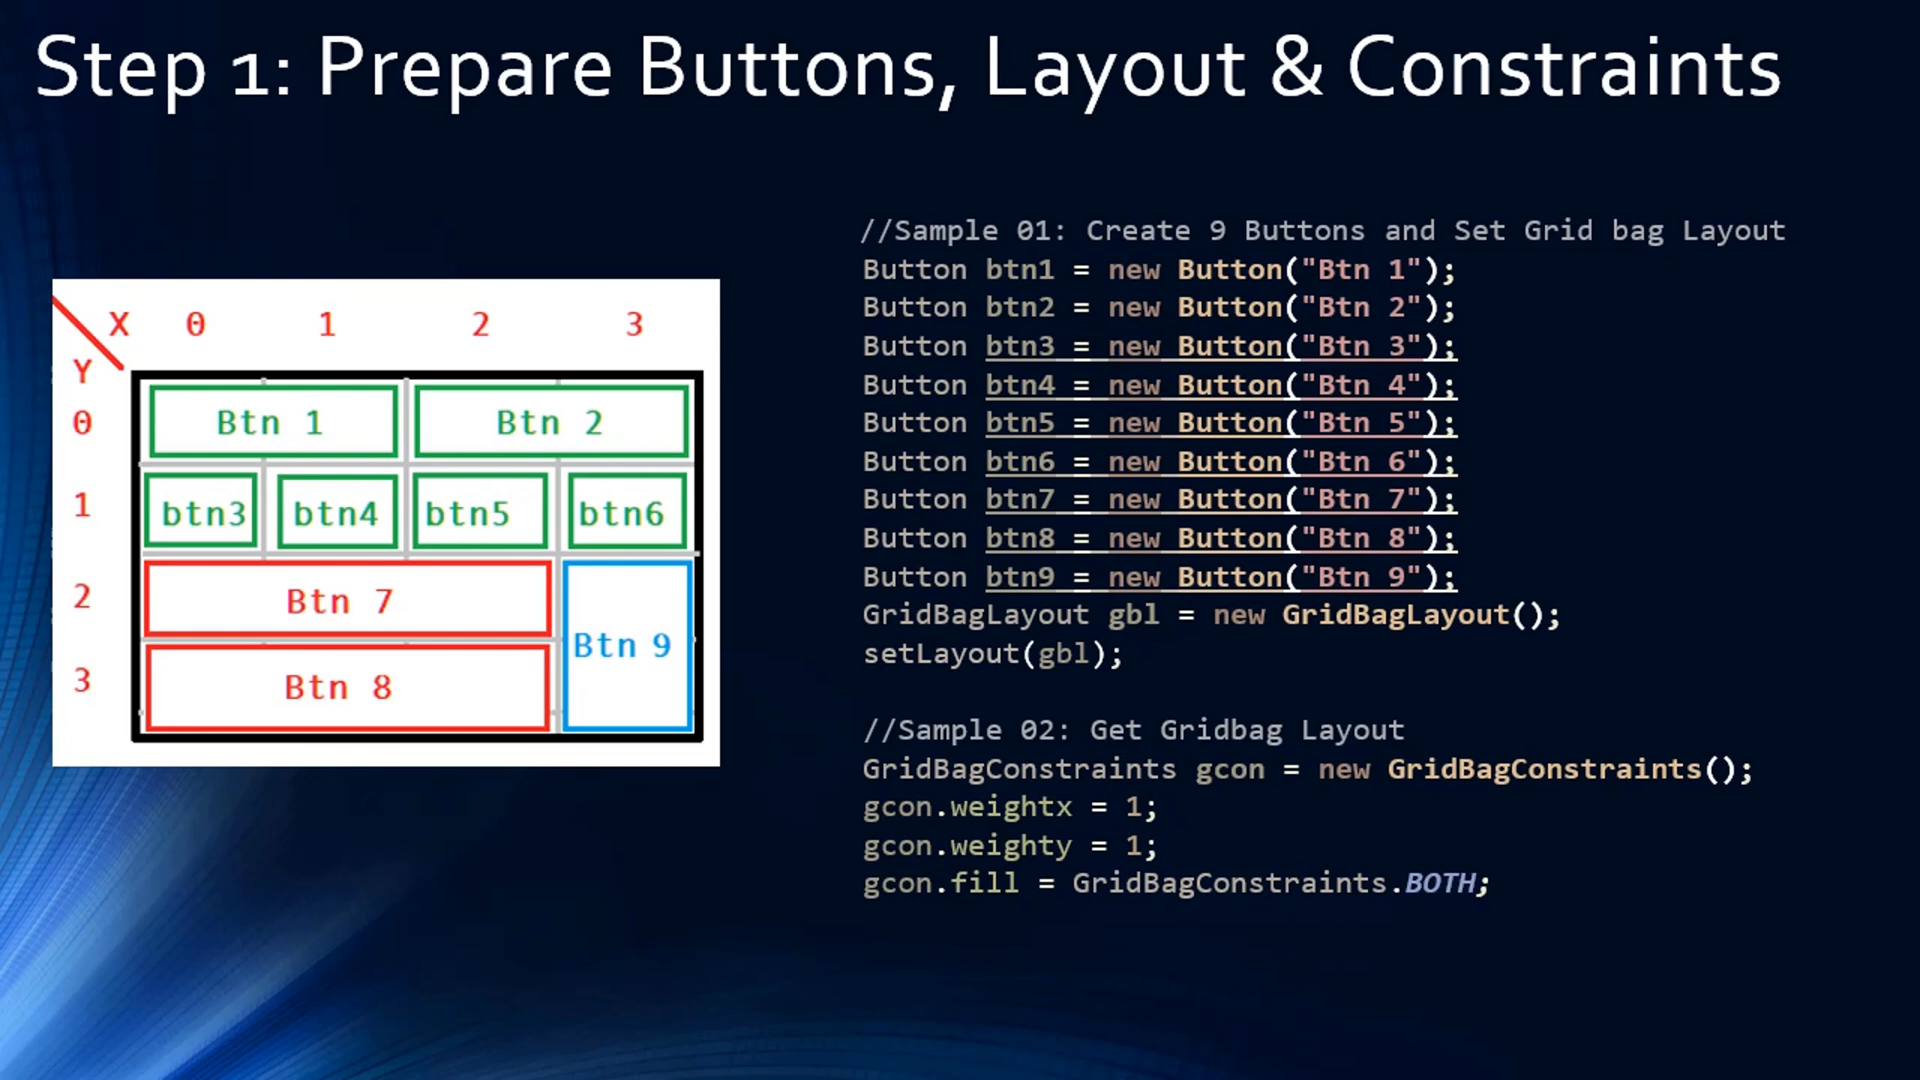 Step 1: Prepare Buttons, Layout & Constraints
X 0 1 2 3
Y
0 Btn 1 Btn 2
1 btn3 btn4 btn5 btn6
2 Btn 7
Btn 9
3 Btn 8
//Sample 01: Create 9 Buttons and Set Grid bag Layout
Button btn1 = new Button("Btn 1");
Button btn2 = new Button("Btn 2");
Button btn3 = new Button("Btn 3");
Button btn4 = new Button("Btn 4");
Button btn5 = new Button("Btn 5");
Button btn6 = new Button("Btn 6");
Button btn7 = new Button("Btn 7");
Button btn8 = new Button("Btn 8");
Button btn9 = new Button("Btn 9");
GridBagLayout gbl = new GridBagLayout();
setLayout(gbl);
//Sample 02: Get Gridbag Layout
GridBagConstraints gcon = new GridBagConstraints();
gcon.weightx = 1;
gcon.weighty = 1;
gcon.fill = GridBagConstraints.BOTH;